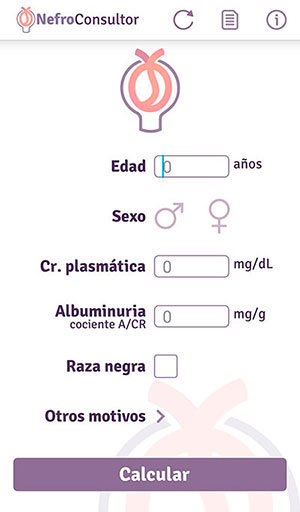 NefroConsultor
Edad 0 años
Sexo
Cr. plasmática 0 mg/dL
Albuminuria 0 mg/g
cociente A/CR
Raza negra
Otros motivos
Calcular